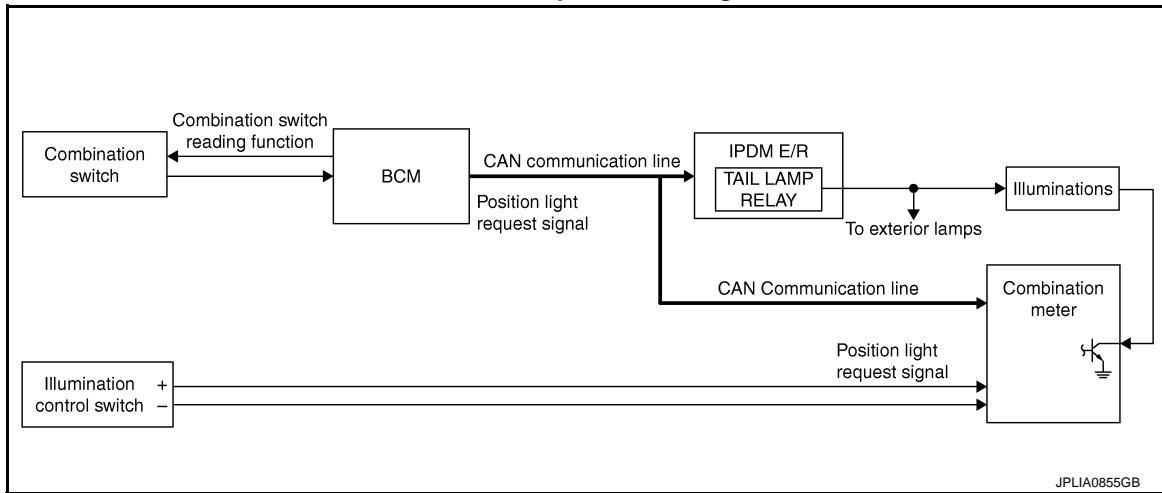 Combination switch
reading function
Combination
switch
BCM
CAN communication line
Position light
request signal
IPDM E/R
TAIL LAMP
RELAY
To exterior lamps
Illuminations
CAN Communication line
Combination
meter
Position light
request signal
Illumination +
control switch –
JPLIA0855GB